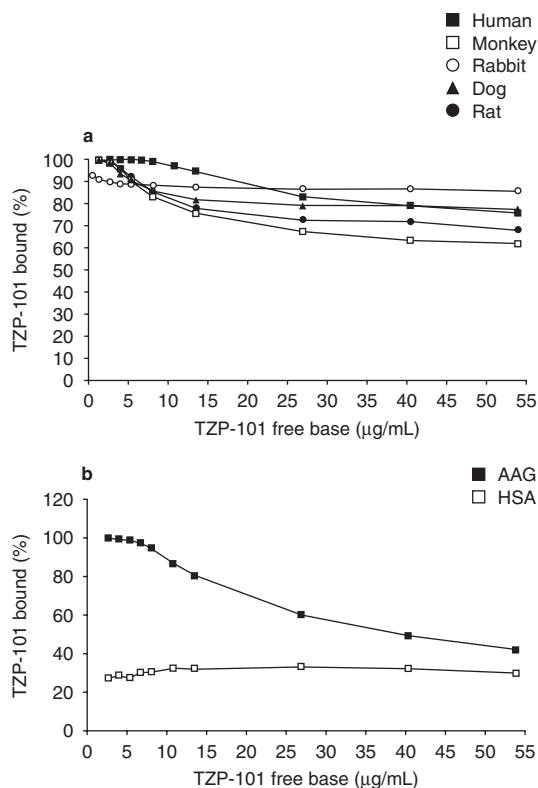 Human
Monkey
Rabbit
Dog
Rat
a
100
90
80
70
60
50
40
30
20
10
0
TZP-101 bound (%)
0 5 10 15 20 25 30 35 40 45 50 55
TZP-101 free base (μg/mL)
b
AAG
HSA
120
100
80
60
40
20
0
TZP-101 bound (%)
0 5 10 15 20 25 30 35 40 45 50 55
TZP-101 free base (μg/mL)